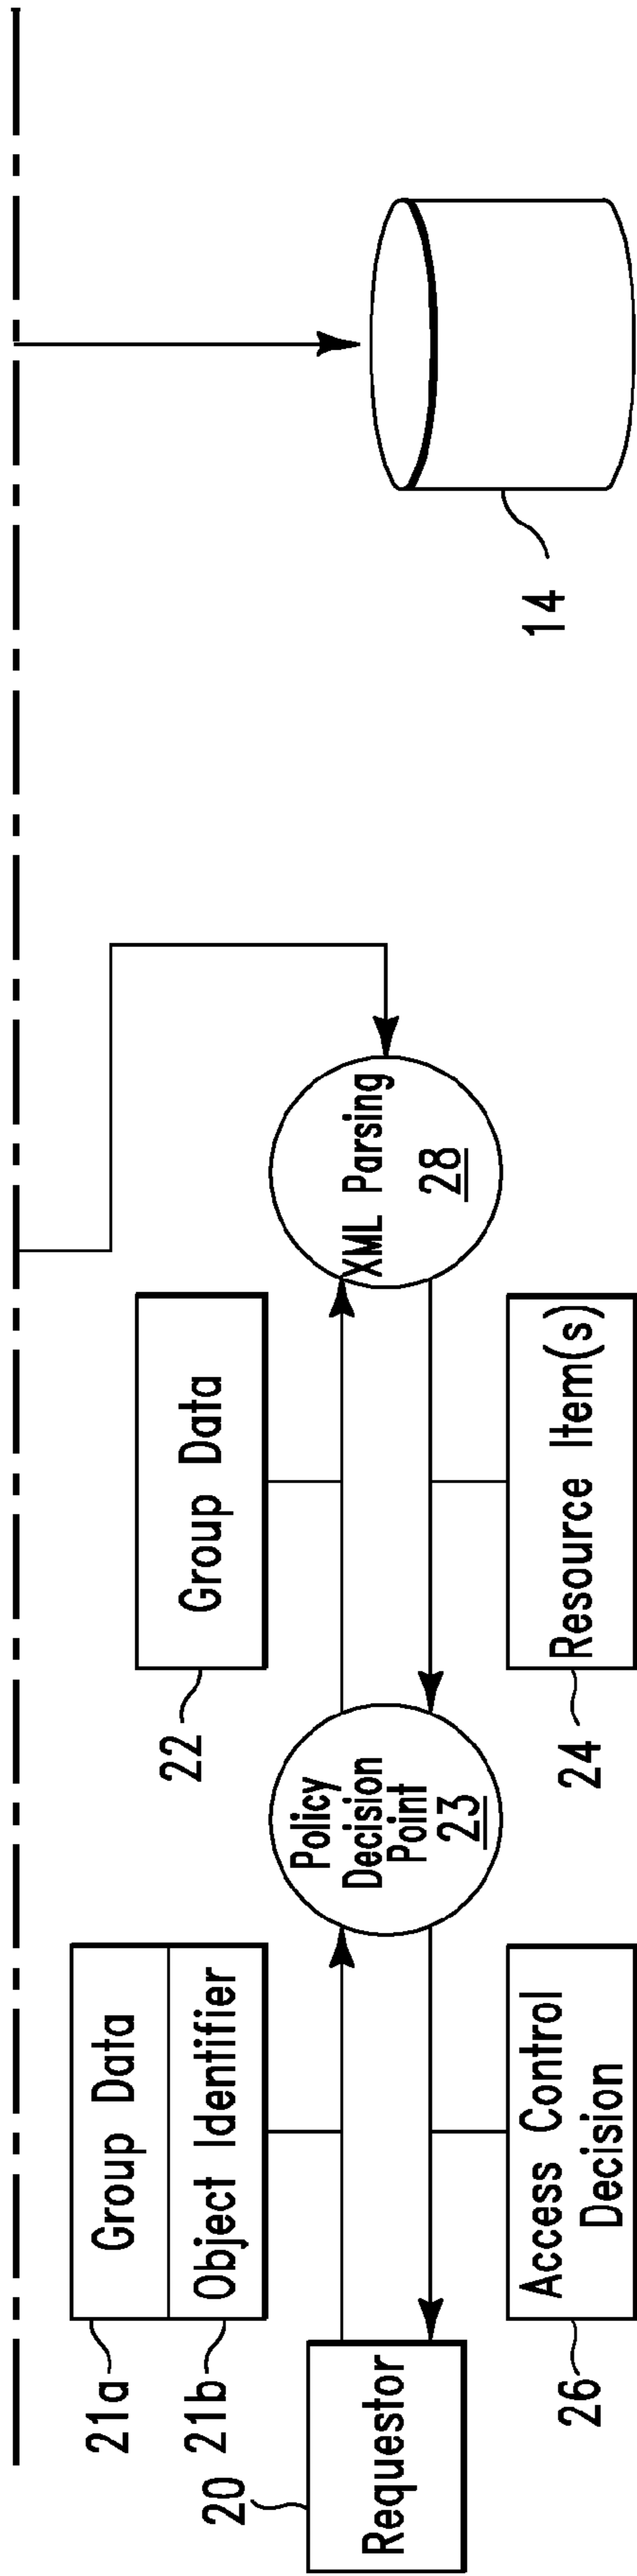 21a
Group Data
21b
Object Identifier
20
Requestor
Access Control
Decision
26
Policy
Decision
Point
23
22
Group Data
Resource Item(s)
24
XML Parsing
28
14